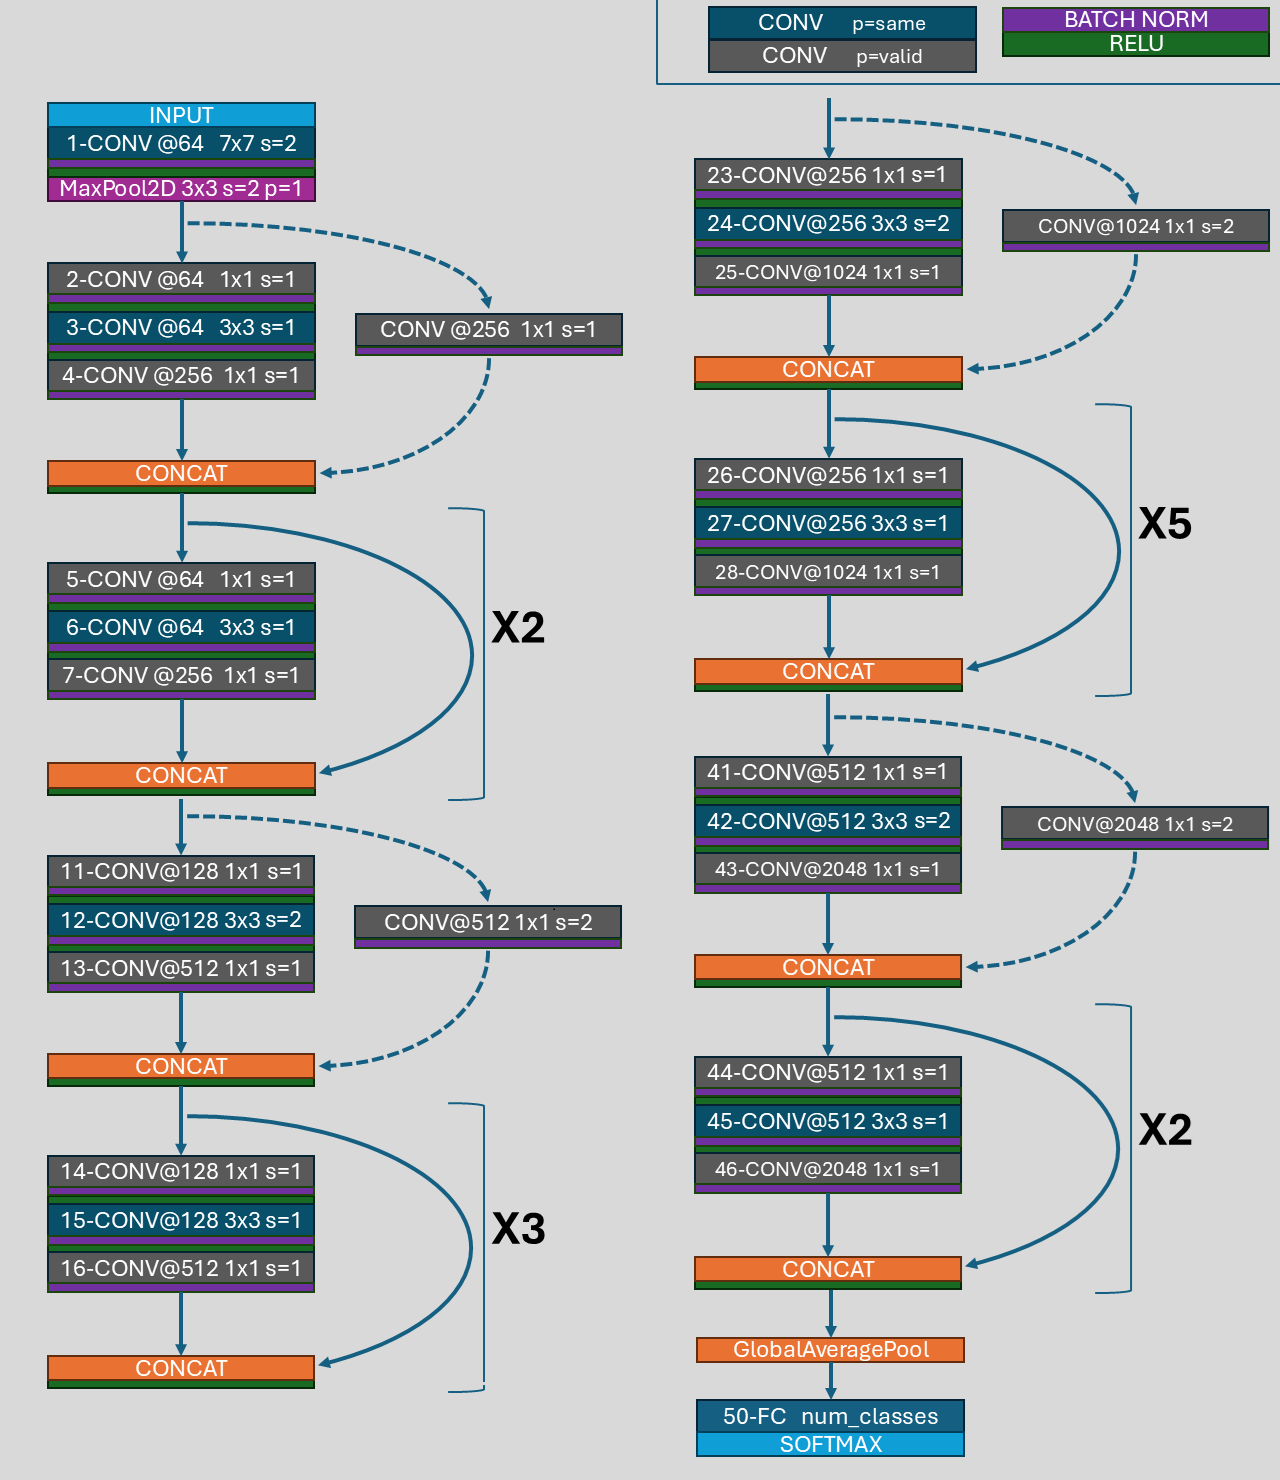 CONV p=same
CONV p=valid
BATCH NORM
RELU
INPUT
1-CONV @64 7x7 s=2
MaxPool2D 3x3 s=2 p=1
2-CONV @64 1x1 s=1
3-CONV @64 3x3 s=1
4-CONV @256 1x1 s=1
CONV @256 1x1 s=1
CONCAT
5-CONV @64 1x1 s=1
6-CONV @64 3x3 s=1
7-CONV @256 1x1 s=1
X2
CONCAT
11-CONV@128 1x1 s=1
12-CONV@128 3x3 s=2
13-CONV@512 1x1 s=1
CONV@512 1x1 s=2
CONCAT
14-CONV@128 1x1 s=1
15-CONV@128 3x3 s=1
16-CONV@512 1x1 s=1
X3
CONCAT
23-CONV@256 1x1 s=1
24-CONV@256 3x3 s=2
25-CONV@1024 1x1 s=1
CONV@1024 1x1 s=2
CONCAT
26-CONV@256 1x1 s=1
27-CONV@256 3x3 s=1
28-CONV@1024 1x1 s=1
X5
CONCAT
41-CONV@512 1x1 s=1
42-CONV@512 3x3 s=2
43-CONV@2048 1x1 s=1
CONV@2048 1x1 s=2
CONCAT
44-CONV@512 1x1 s=1
45-CONV@512 3x3 s=1
46-CONV@2048 1x1 s=1
X2
CONCAT
GlobalAveragePool
50-FC num_classes
SOFTMAX